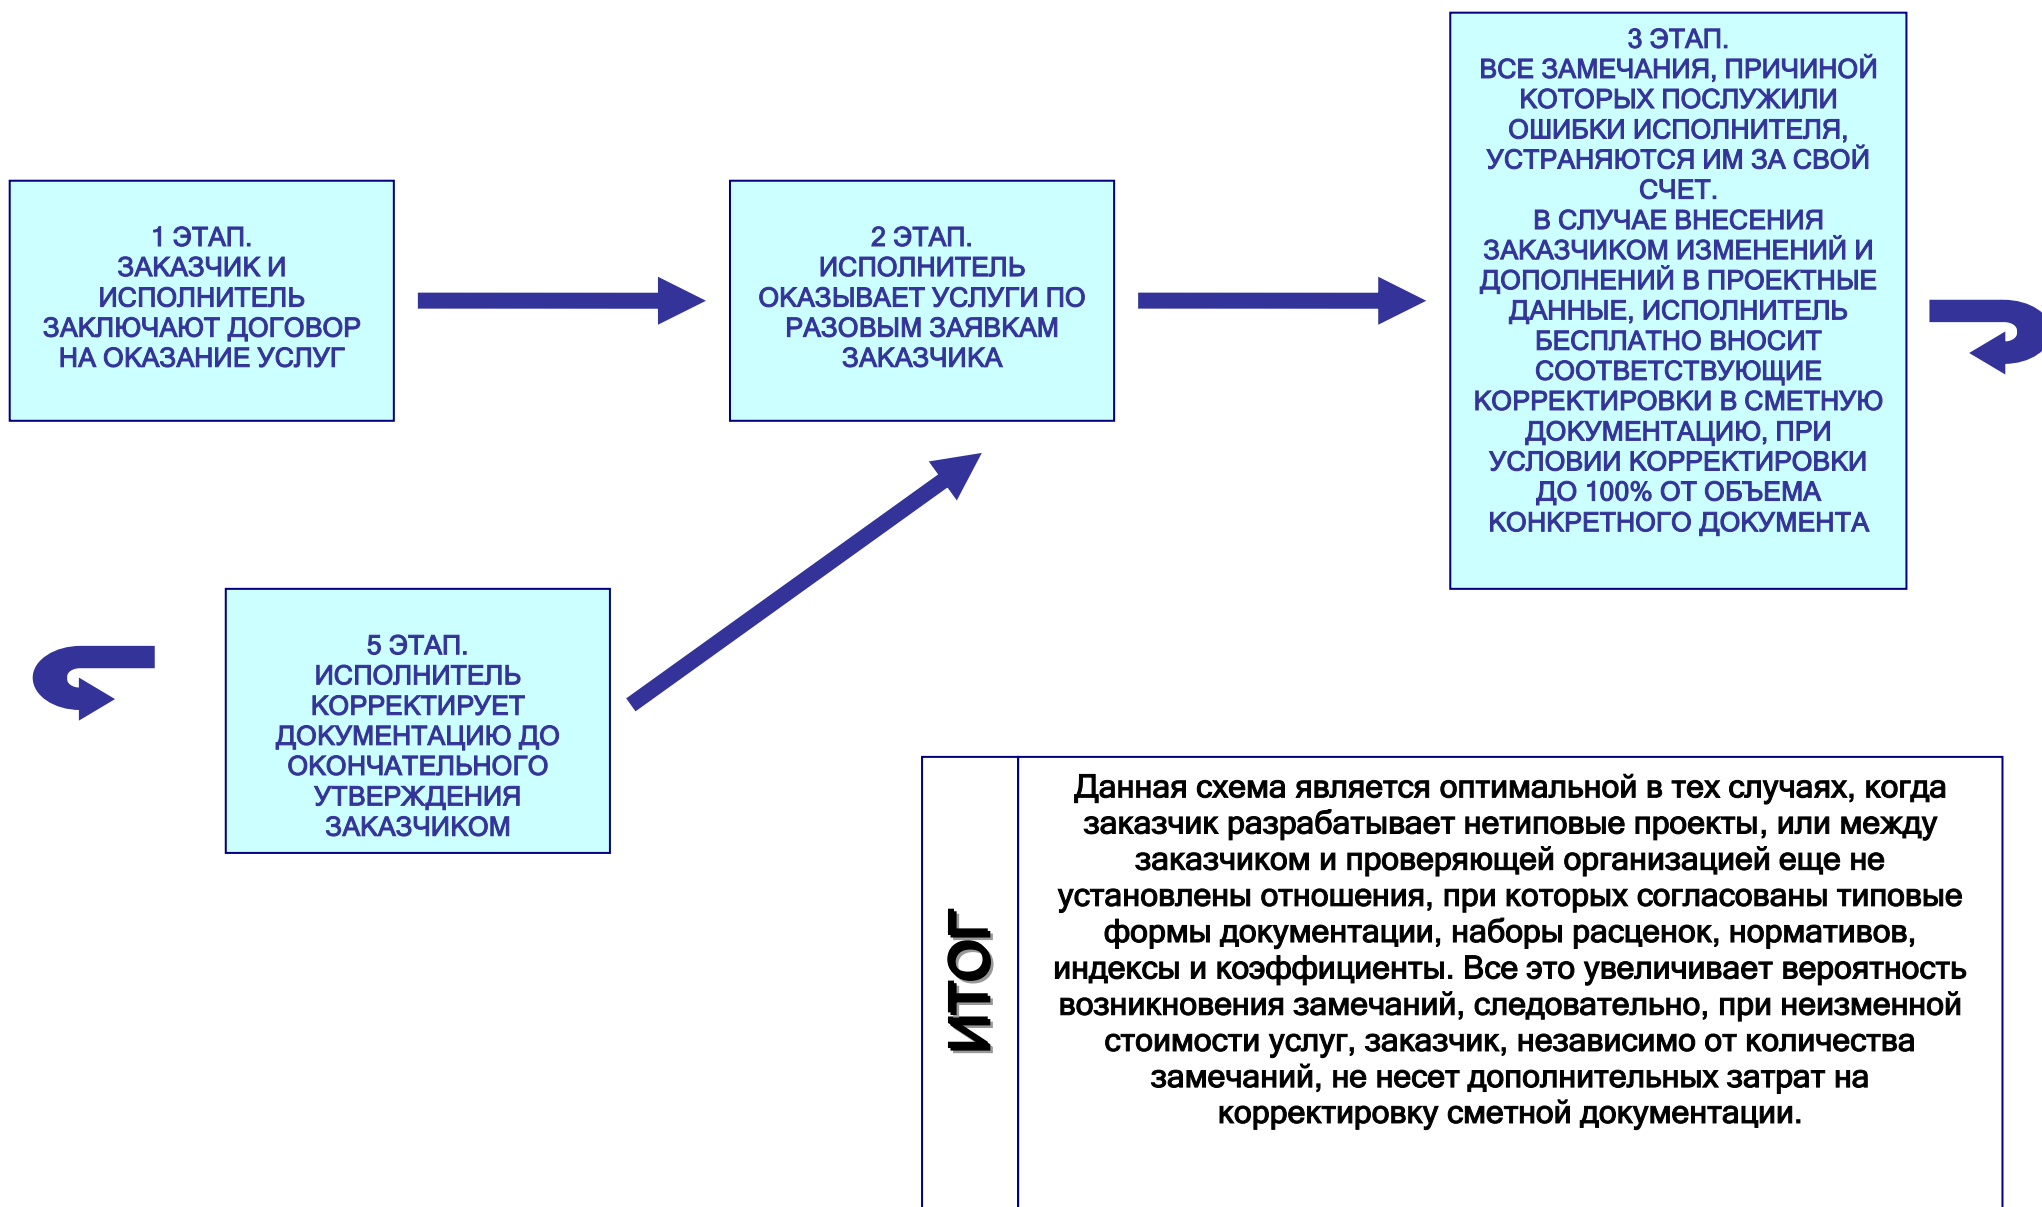 1 ЭТАП.
ЗАКАЗЧИК И
ИСПОЛНИТЕЛЬ
ЗАКЛЮЧАЮТ ДОГОВОР
НА ОКАЗАНИЕ УСЛУГ
2 ЭТАП.
ИСПОЛНИТЕЛЬ
ОКАЗЫВАЕТ УСЛУГИ ПО
РАЗОВЫМ ЗАЯВКАМ
ЗАКАЗЧИКА
3 ЭТАП.
ВСЕ ЗАМЕЧАНИЯ, ПРИЧИНОЙ
КОТОРЫХ ПОСЛУЖИЛИ
ОШИБКИ ИСПОЛНИТЕЛЯ,
УСТРАНЯЮТСЯ ИМ ЗА СВОЙ
СЧЕТ.
В СЛУЧАЕ ВНЕСЕНИЯ
ЗАКАЗЧИКОМ ИЗМЕНЕНИЙ И
ДОПОЛНЕНИЙ В ПРОЕКТНЫЕ
ДАННЫЕ, ИСПОЛНИТЕЛЬ
БЕСПЛАТНО ВНОСИТ
СООТВЕТСТВУЮЩИЕ
КОРРЕКТИРОВКИ В СМЕТНУЮ
ДОКУМЕНТАЦИЮ, ПРИ
УСЛОВИИ КОРРЕКТИРОВКИ
ДО 100% ОТ ОБЪЕМА
КОНКРЕТНОГО ДОКУМЕНТА
5 ЭТАП.
ИСПОЛНИТЕЛЬ
КОРРЕКТИРУЕТ
ДОКУМЕНТАЦИЮ ДО
ОКОНЧАТЕЛЬНОГО
УТВЕРЖДЕНИЯ
ЗАКАЗЧИКОМ
ИТОГ
Данная схема является оптимальной в тех случаях, когда
заказчик разрабатывает нетиповые проекты, или между
заказчиком и проверяющей организацией еще не
установлены отношения, при которых согласованы типовые
формы документации, наборы расценок, нормативов,
индексы и коэффициенты. Все это увеличивает вероятность
возникновения замечаний, следовательно, при неизменной
стоимости услуг, заказчик, независимо от количества
замечаний, не несет дополнительных затрат на
корректировку сметной документации.